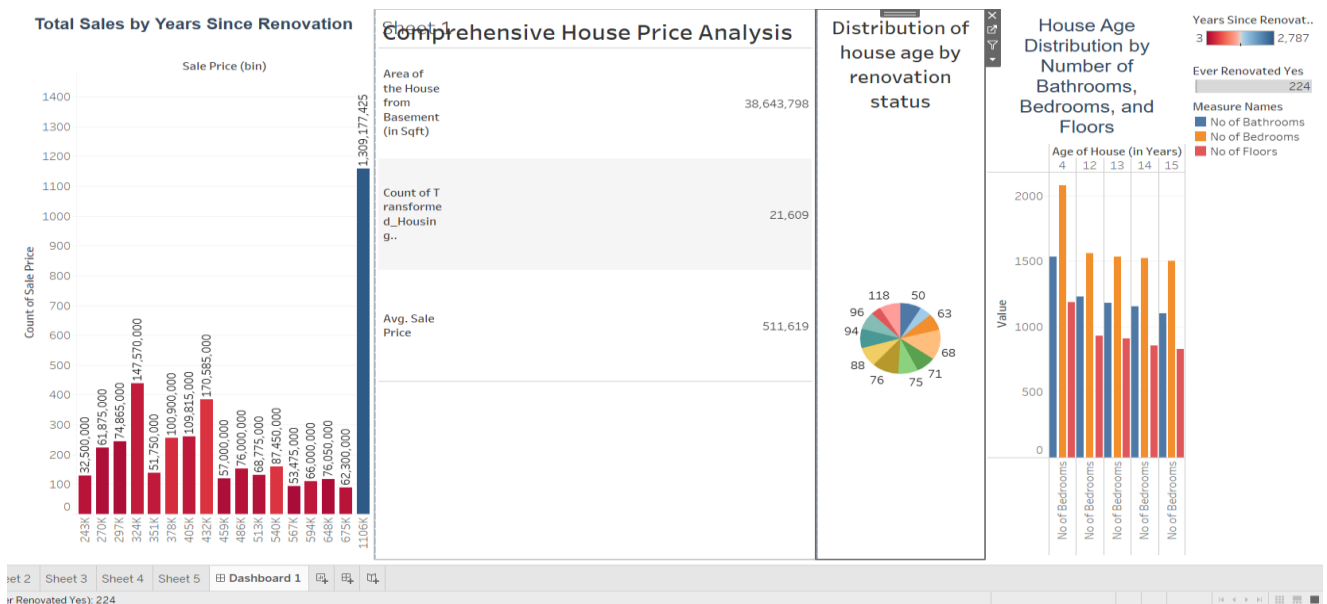 Total Sales by Years Since Renovation
Sale Price (bin)
Count of Sale Price
1400
1300
1200
1100
1000
900
800
700
600
500
400
300
200
100
0
32,500,000
61,875,000
74,865,000
147,570,000
51,750,000
100,900,000
109,815,000
170,585,000
57,000,000
76,000,000
68,775,000
87,450,000
53,475,000
66,000,000
76,050,000
62,300,000
1,309,177,425
243K
270K
297K
324K
351K
378K
405K
432K
459K
486K
513K
540K
567K
594K
648K
675K
1106K
Sheet 1
Comprehensive House Price Analysis
Area of
the House
from
Basement
(in Sqft)
38,643,798
Count of T
ransforme
d_Housin
g..
21,609
Avg. Sale
Price
511,619
Distribution of
house age by
renovation
status
118
50
96
63
94
68
88
71
76
75
House Age
Distribution by
Number of
Bathrooms,
Bedrooms, and
Floors
Age of House (in Years)
4 12 13 14 15
Value
2000
1500
1000
500
0
No of Bedrooms
No of Bedrooms
No of Bedrooms
No of Bedrooms
No of Bedrooms
Years Since Renovat..
3 2,787
Ever Renovated Yes
224
Measure Names
No of Bathrooms
No of Bedrooms
No of Floors
eet 2 Sheet 3 Sheet 4 Sheet 5 Dashboard 1
er Renovated Yes): 224